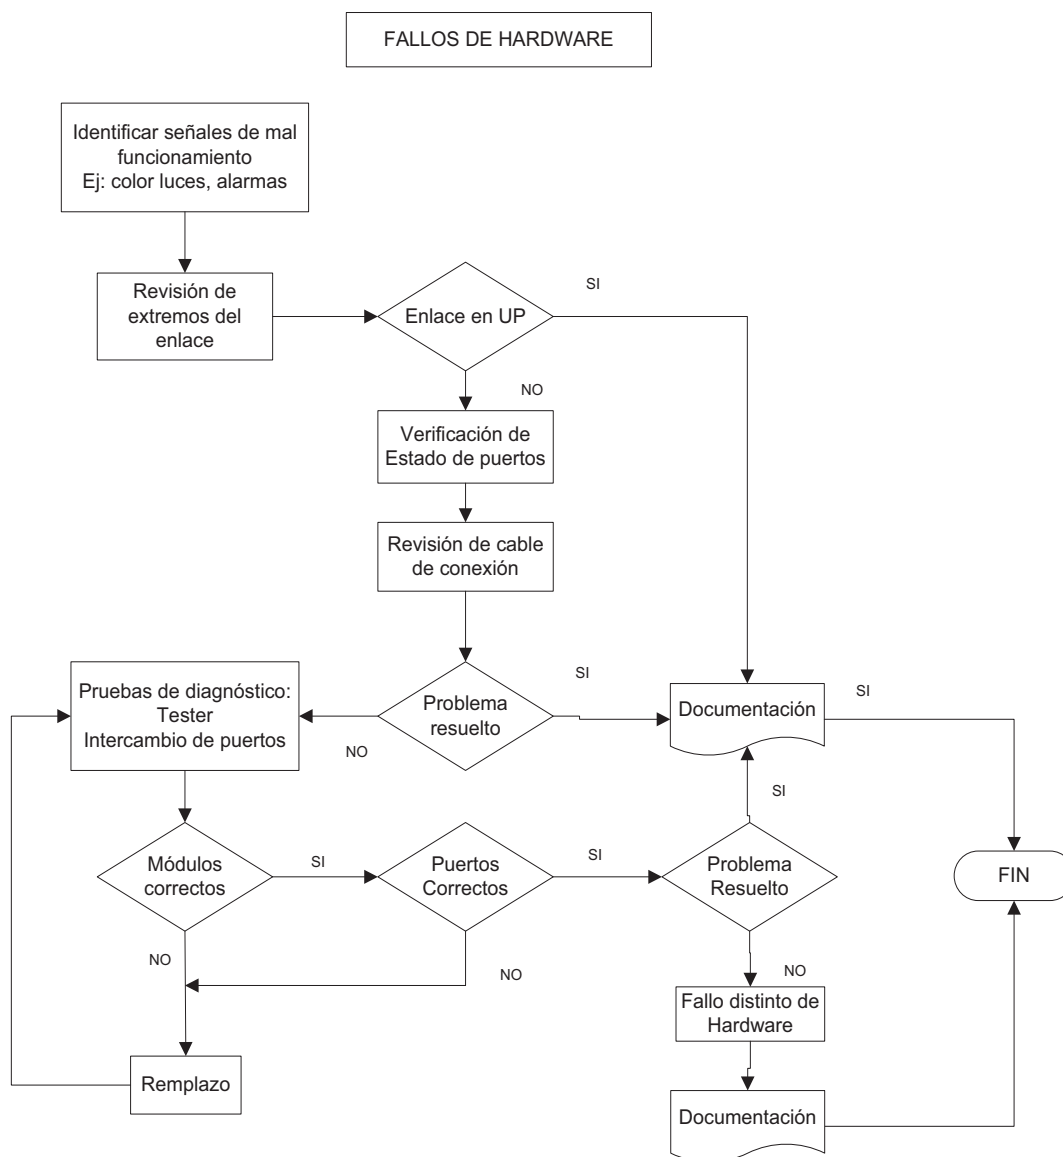 FALLOS DE HARDWARE
Identificar señales de mal
funcionamiento
Ej: color luces, alarmas
Revisión de
extremos del
enlace
Enlace en UP
SI
NO
Verificación de
Estado de puertos
Revisión de cable
de conexión
Problema
resuelto
SI
NO
Pruebas de diagnóstico:
Tester
Intercambio de puertos
Documentación
SI
SI
Módulos
correctos
SI
Puertos
Correctos
SI
Problema
Resuelto
FIN
NO
NO
NO
Fallo distinto de
Hardware
Remplazo
Documentación